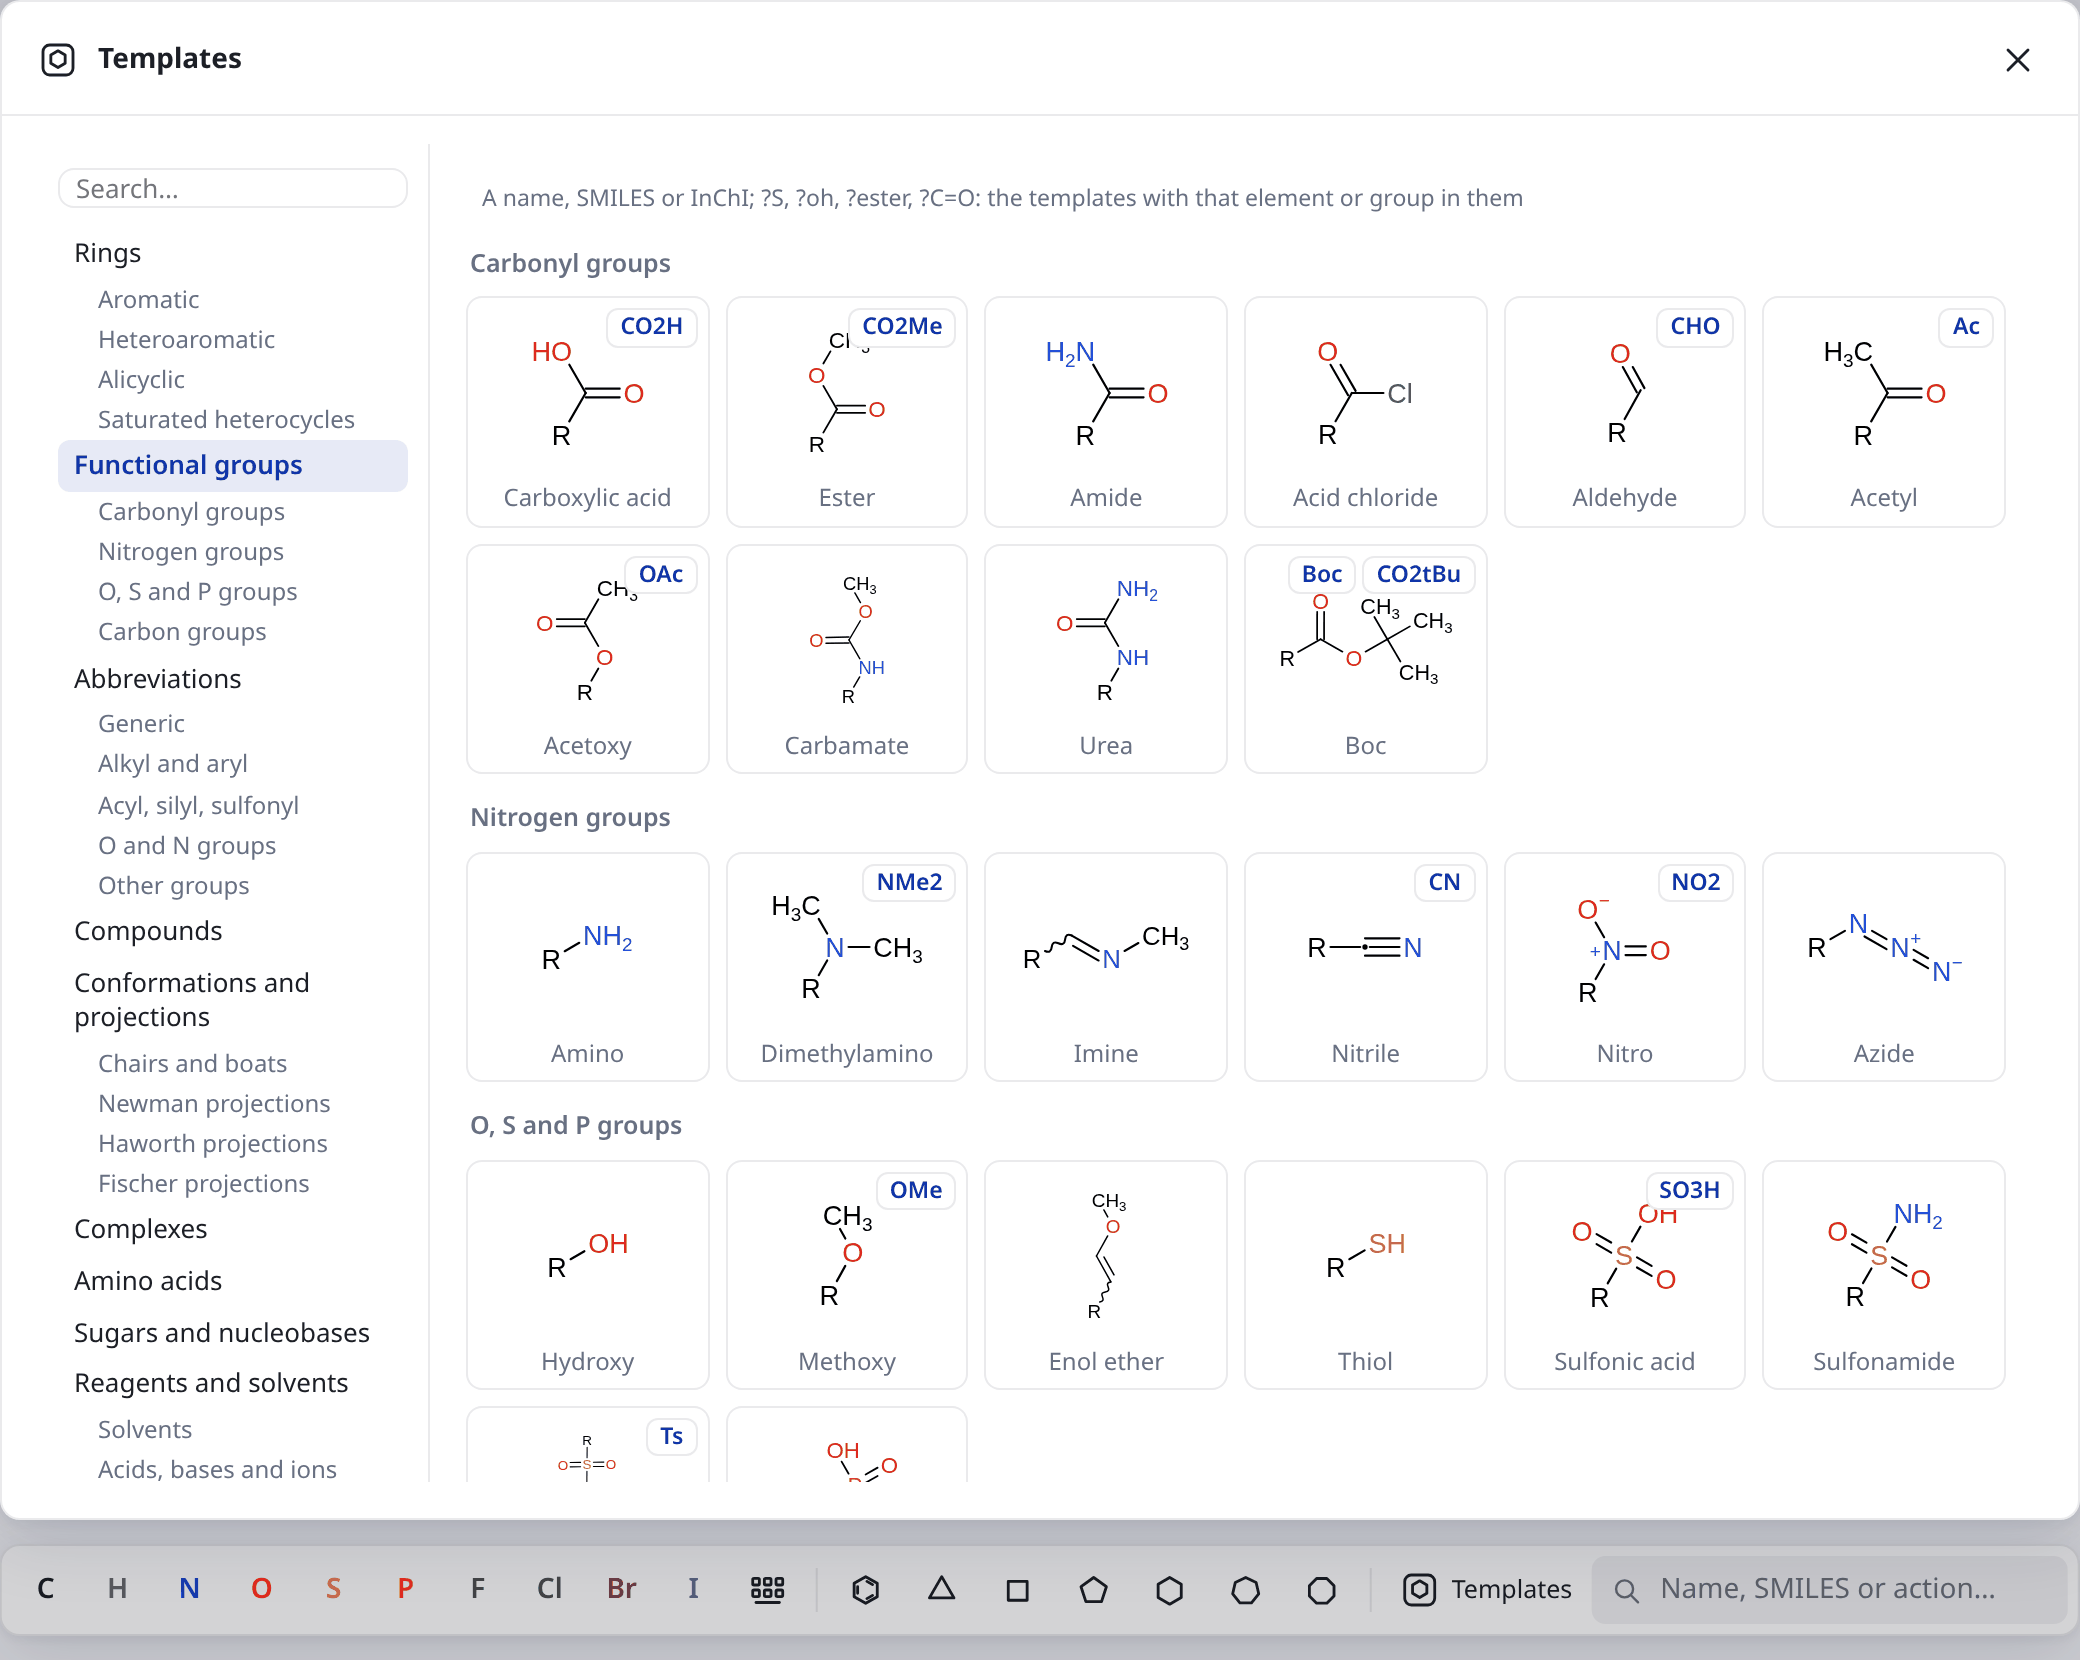 Templates
Search...
A name, SMILES or InChI; ?S, ?oh, ?ester, ?C=O: the templates with that element or group in them
Rings
Aromatic
Heteroaromatic
Alicyclic
Saturated heterocycles
Functional groups
Carbonyl groups
Nitrogen groups
O, S and P groups
Carbon groups
Abbreviations
Generic
Alkyl and aryl
Acyl, silyl, sulfonyl
O and N groups
Other groups
Compounds
Conformations and
projections
Chairs and boats
Newman projections
Haworth projections
Fischer projections
Complexes
Amino acids
Sugars and nucleobases
Reagents and solvents
Solvents
Acids, bases and ions
Carbonyl groups
CO2H
HO
O
R
Carboxylic acid
CO2Me
O
O
R
Ester
H2N
O
R
Amide
O
Cl
R
Acid chloride
CHO
O
R
Aldehyde
Ac
H3C
O
R
Acetyl
OAc
CH3
O
O
R
Acetoxy
CH3
O
O
NH
R
Carbamate
NH2
O
NH
R
Urea
Boc CO2tBu
O CH3
CH3
R O
CH3
Boc
Nitrogen groups
NH2
R
Amino
NMe2
H3C
N CH3
R
Dimethylamino
CH3
R N
Imine
CN
R N
Nitrile
NO2
O−
+N O
R
Nitro
N
R N+
N−
Azide
O, S and P groups
OH
R
Hydroxy
OMe
CH3
O
R
Methoxy
CH3
O
R
Enol ether
SH
R
Thiol
SO3H
OH
O
S
O
R
Sulfonic acid
NH2
O
S
O
R
Sulfonamide
Ts
R
O S O
OH
O
C H N O S P F Cl Br I Templates Name, SMILES or action...